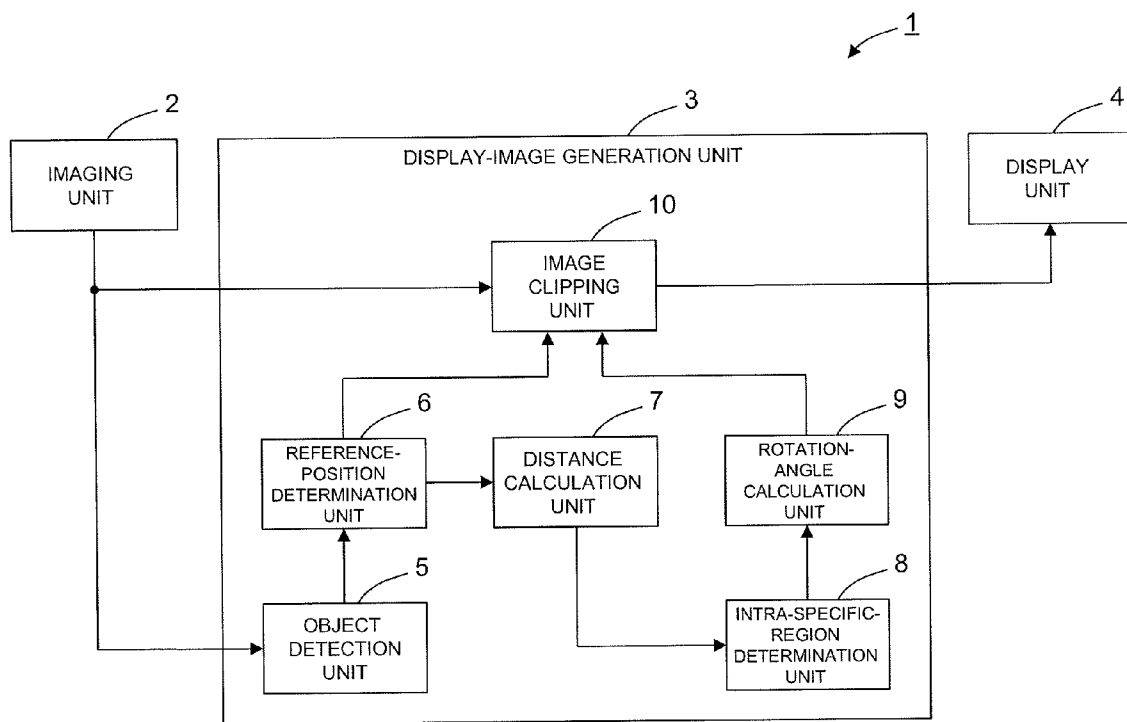 1
2
3
4
IMAGING
UNIT
DISPLAY-IMAGE GENERATION UNIT
DISPLAY
UNIT
10
IMAGE
CLIPPING
UNIT
6
7
9
REFERENCE-
POSITION
DETERMINATION
UNIT
DISTANCE
CALCULATION
UNIT
ROTATION-
ANGLE
CALCULATION
UNIT
5
8
OBJECT
DETECTION
UNIT
INTRA-SPECIFIC-
REGION
DETERMINATION
UNIT